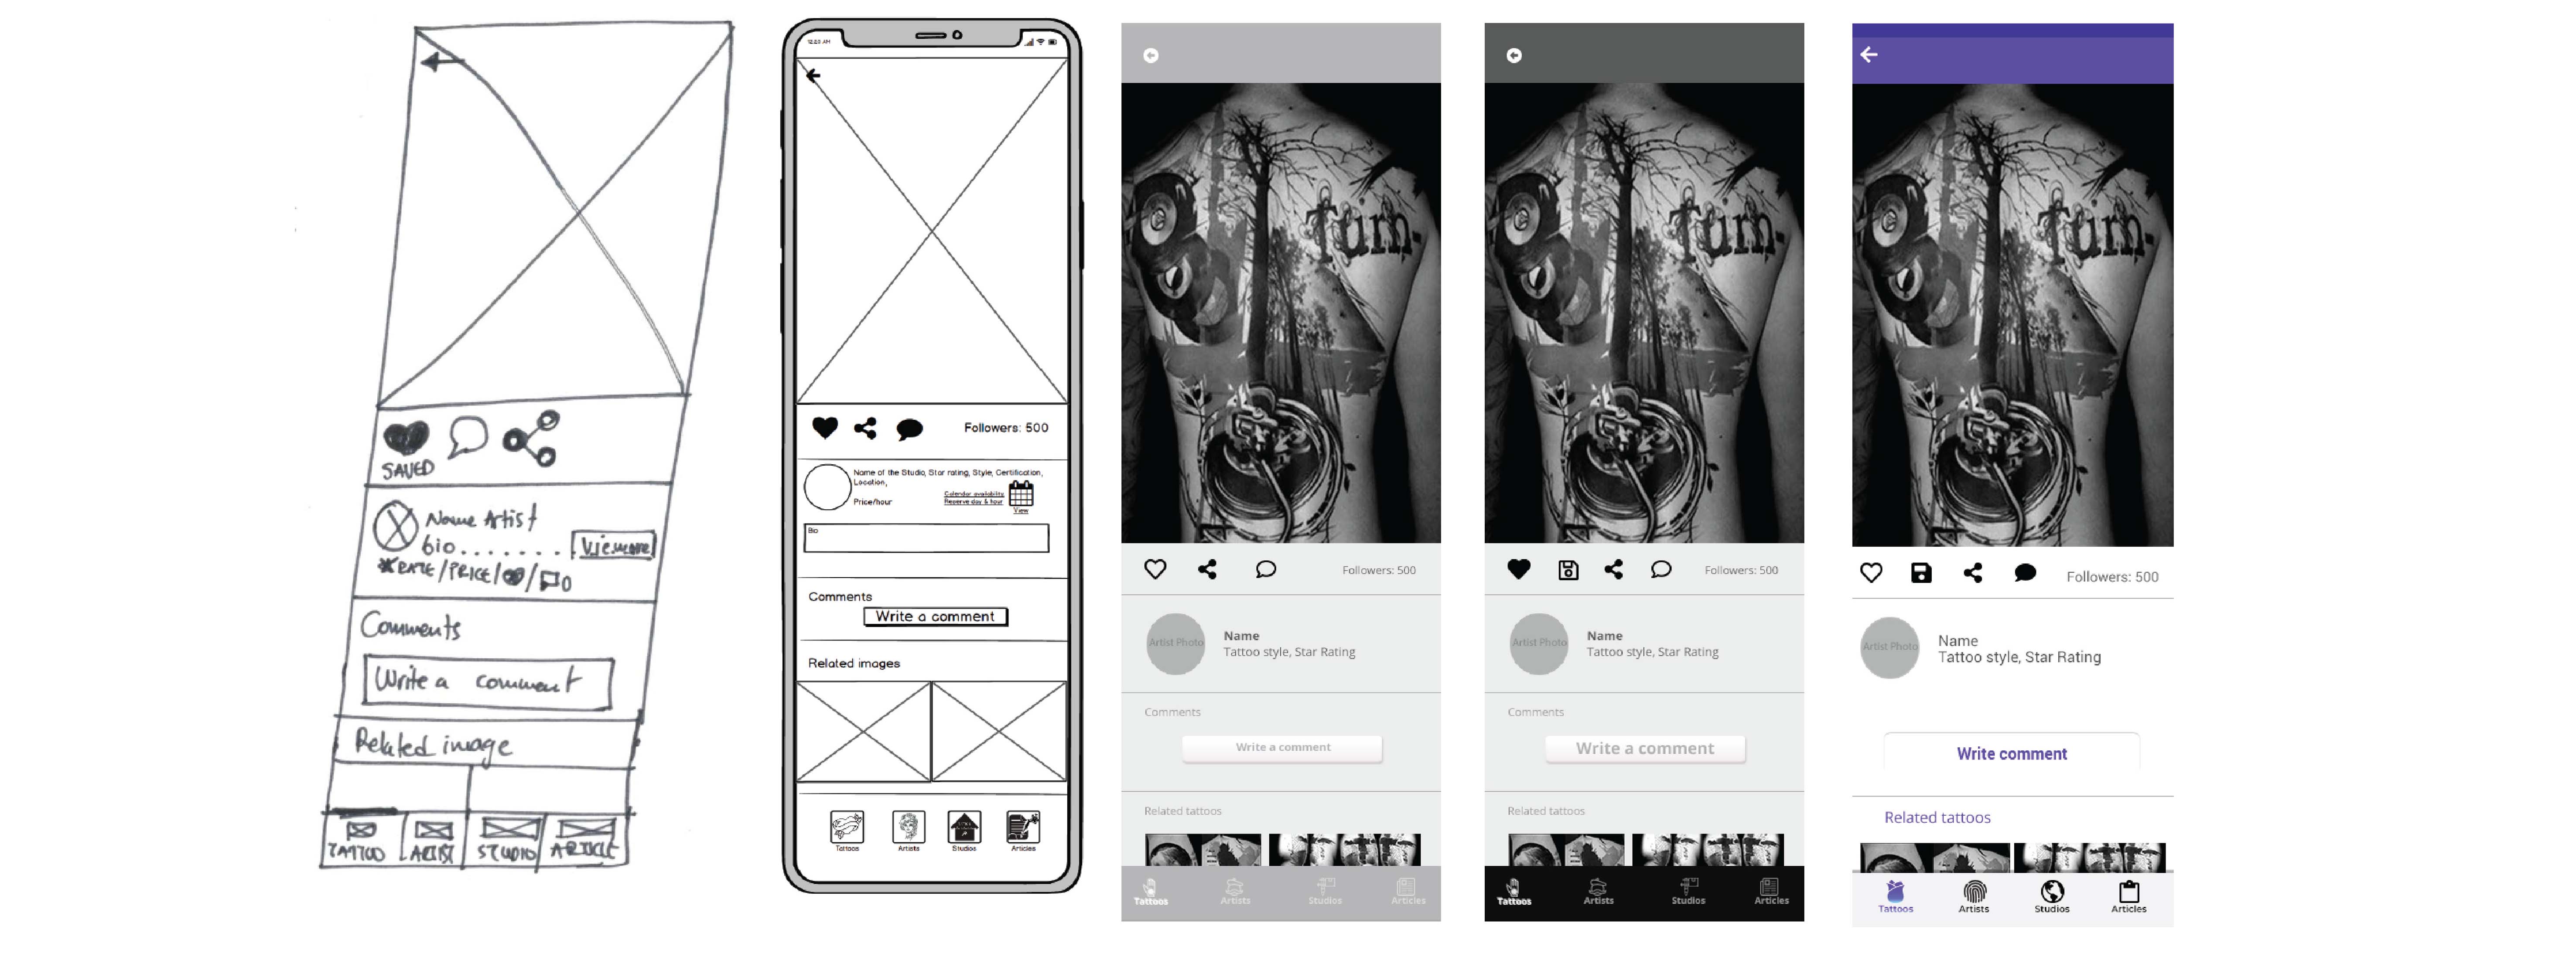 SAVED
Name Artist
bio....... View more
RATE/PRICE/
0
Comments
Write a comment
Related image
TATTOO ARTIST STUDIO ARTICLE
12:20 AM
Followers: 500
Name of the Studio, Star rating, Style, Certification,
Location,
Price/hour
Calendar availability
Reserve day & hour
View
Bio
Comments
Write a comment
Related images
Tattoos Artists Studios Articles
Turn.
Followers: 500
Artist Photo
Name
Tattoo style, Star Rating
Comments
Write a comment
Related tattoos
Tattoos Artists Studios Articles
Turn.
Followers: 500
Artist Photo
Name
Tattoo style, Star Rating
Comments
Write a comment
Related tattoos
Tattoos Artists Studios Articles
Turn.
Followers: 500
Artist Photo
Name
Tattoo style, Star Rating
Write comment
Related tattoos
Tattoos Artists Studios Articles